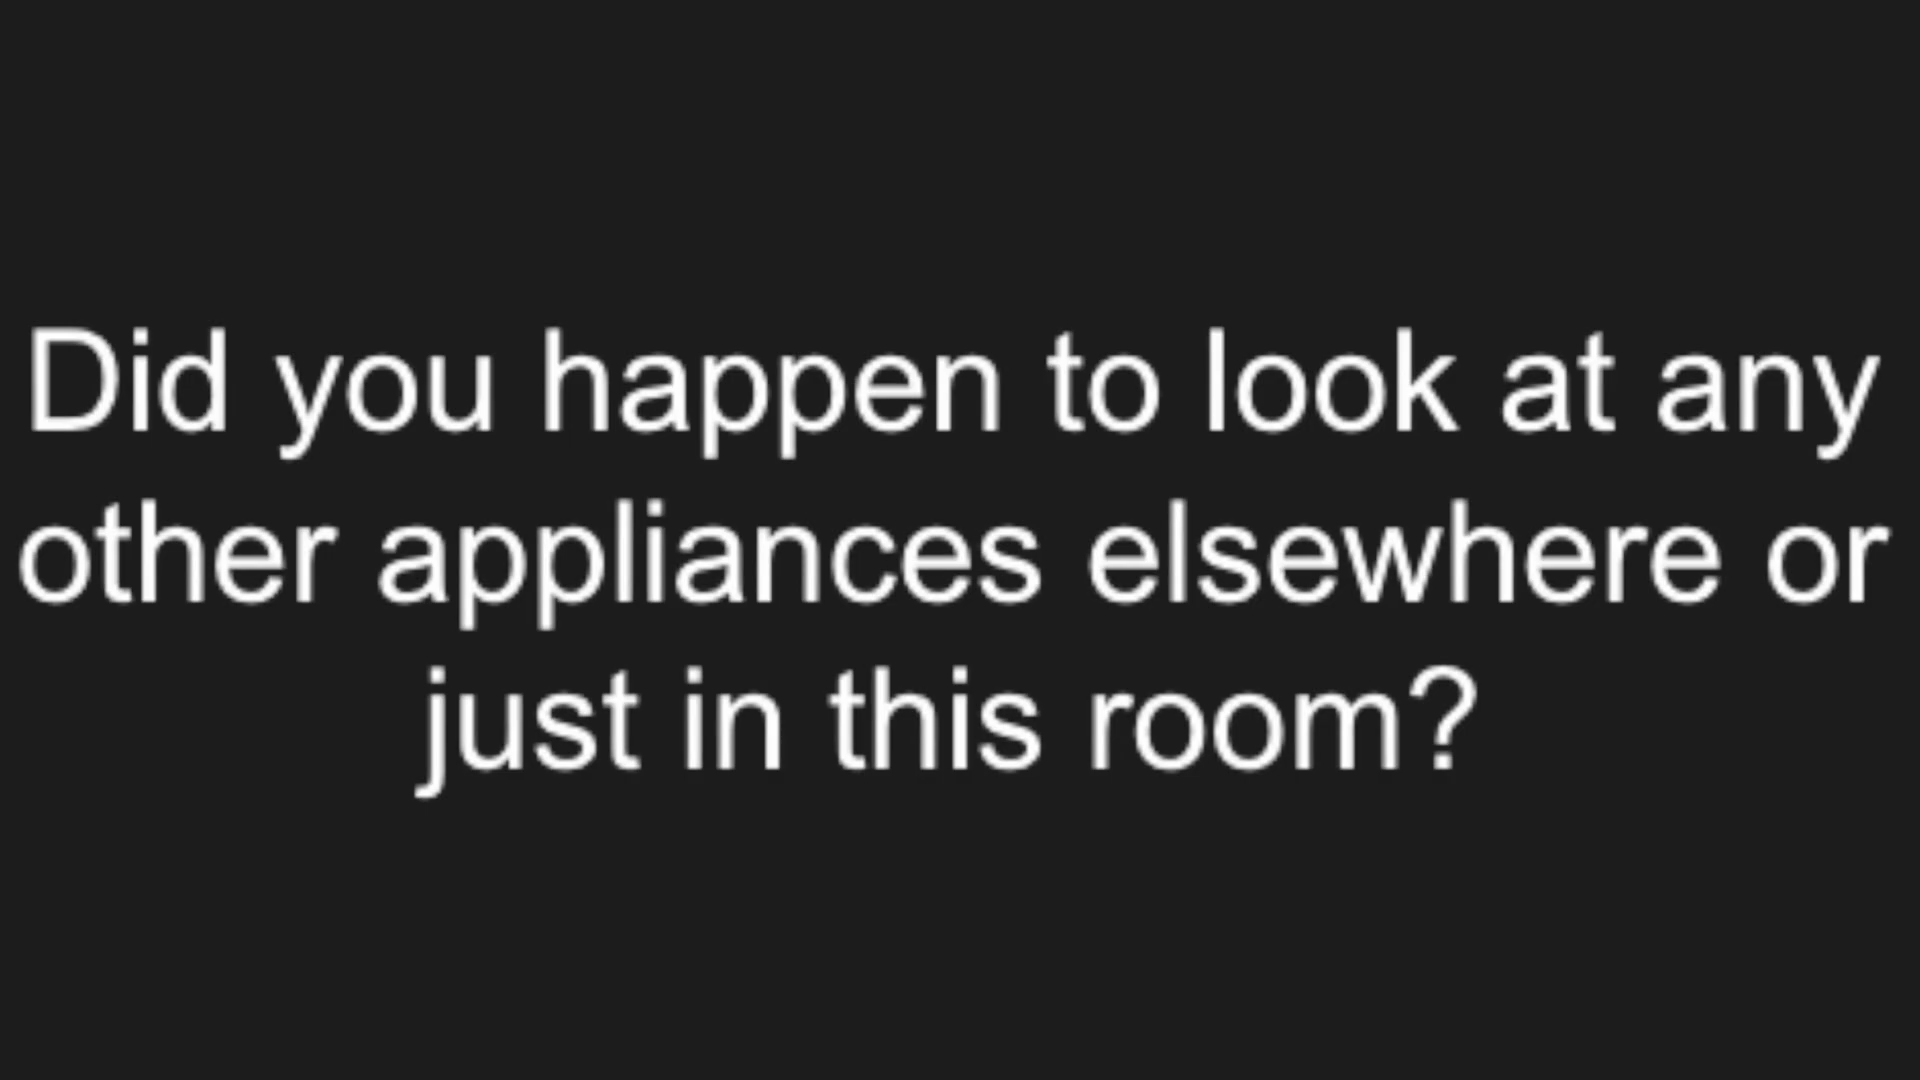 Did you happen to look at any
other appliances elsewhere or
just in this room?